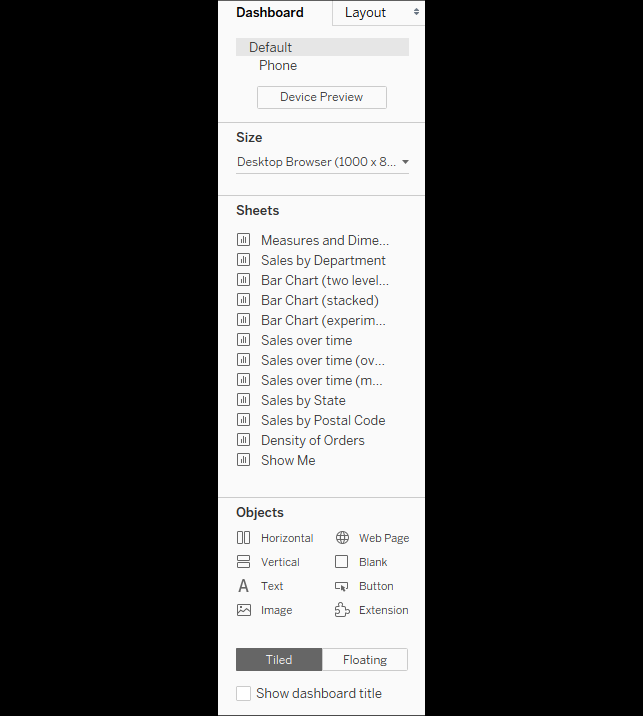 Dashboard Layout
Default
Phone
Device Preview
Size
Desktop Browser (1000 x 8...
Sheets
Measures and Dime...
Sales by Department
Bar Chart (two level...
Bar Chart (stacked)
Bar Chart (experim...
Sales over time
Sales over time (ov...
Sales over time (m...
Sales by State
Sales by Postal Code
Density of Orders
Show Me
Objects
Horizontal Web Page
Vertical Blank
Text Button
Image Extension
Tiled Floating
Show dashboard title